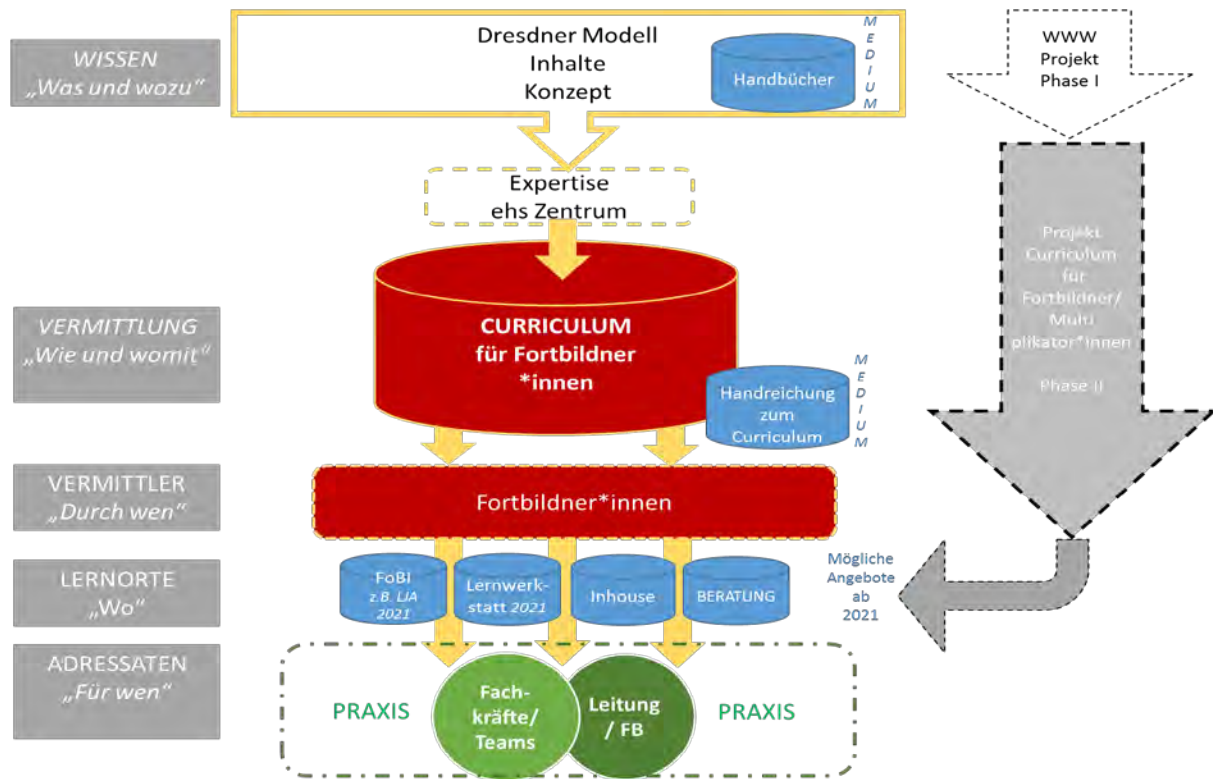 WISSEN
„Was und wozu“
Dresdner Modell
Inhalte
Konzept
Handbücher
MEDIUM
WWW
Projekt
Phase I
Expertise
ehs Zentrum
VERMITTLUNG
„Wie und womit“
CURRICULUM
für Fortbildner
*innen
Handreichung
zum
Curriculum
MEDIUM
Projekt
Curriculum
für
Fortbildner/
Multi
plikator*innen
Phase II
VERMITTLER
„Durch wen“
Fortbildner*innen
LERNORTE
„Wo“
FoBI
z.B. LIA
2021
Lernwerk-
statt 2021
Inhouse
BERATUNG
Mögliche
Angebote
ab
2021
ADRESSATEN
„Für wen“
PRAXIS
Fach-
kräfte/
Teams
Leitung
/ FB
PRAXIS